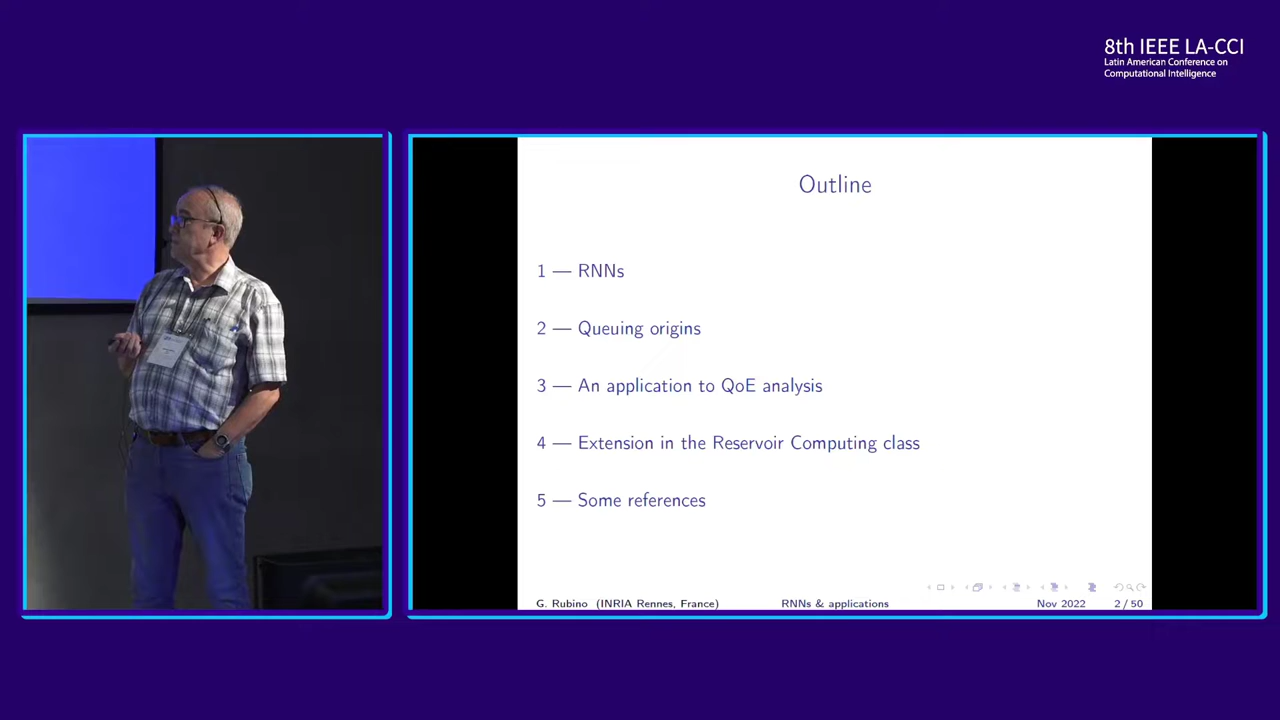 8th IEEE LA-CCI
Latin American Conference on
Computational Intelligence
Outline
1 — RNNs
2 — Queuing origins
3 — An application to QoE analysis
4 — Extension in the Reservoir Computing class
5 — Some references
G. Rubino (INRIA Rennes, France)
RNNs & applications
Nov 2022
2 / 50